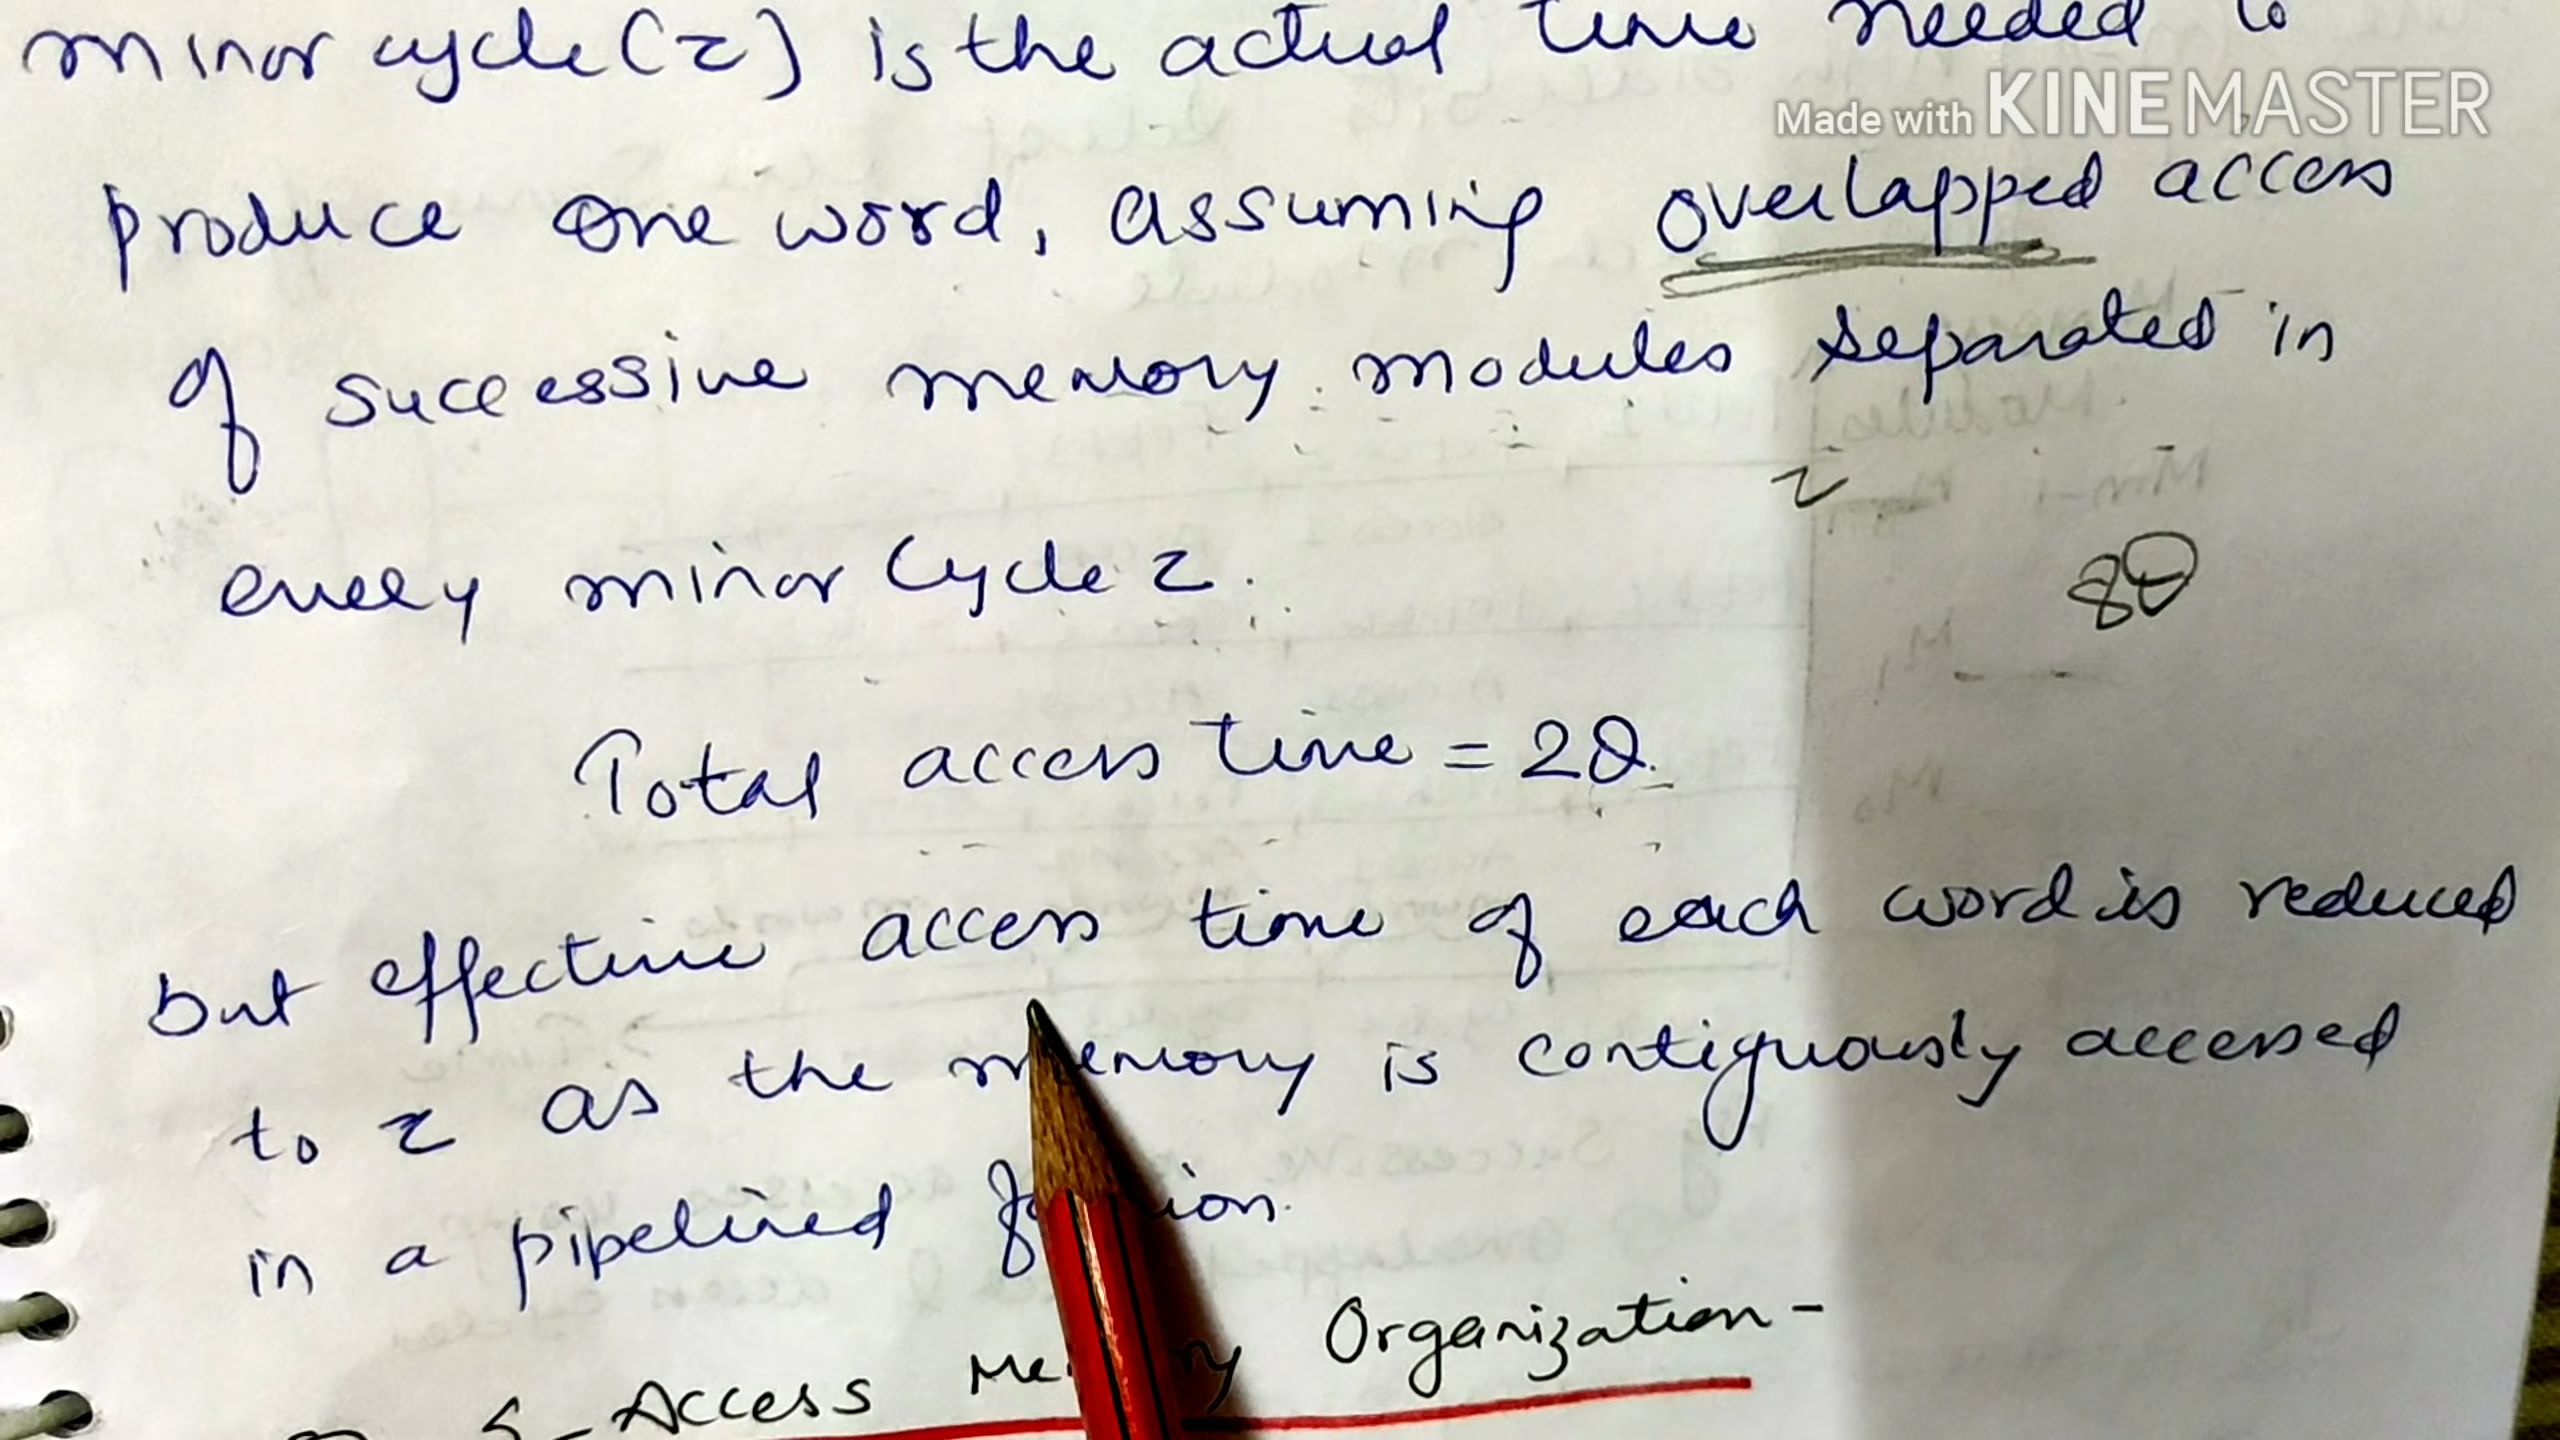 minor cycle (τ) is the actual time needed to
Made with KINEMASTER
produce one word, assuming overlapped access
of successive memory modules separated in
τ
every minor cycle τ.
80
Total access time = 2θ.
but effective access time of each word is reduced
to τ as the memory is contiguously accessed
in a pipelined
S-Access Organization-